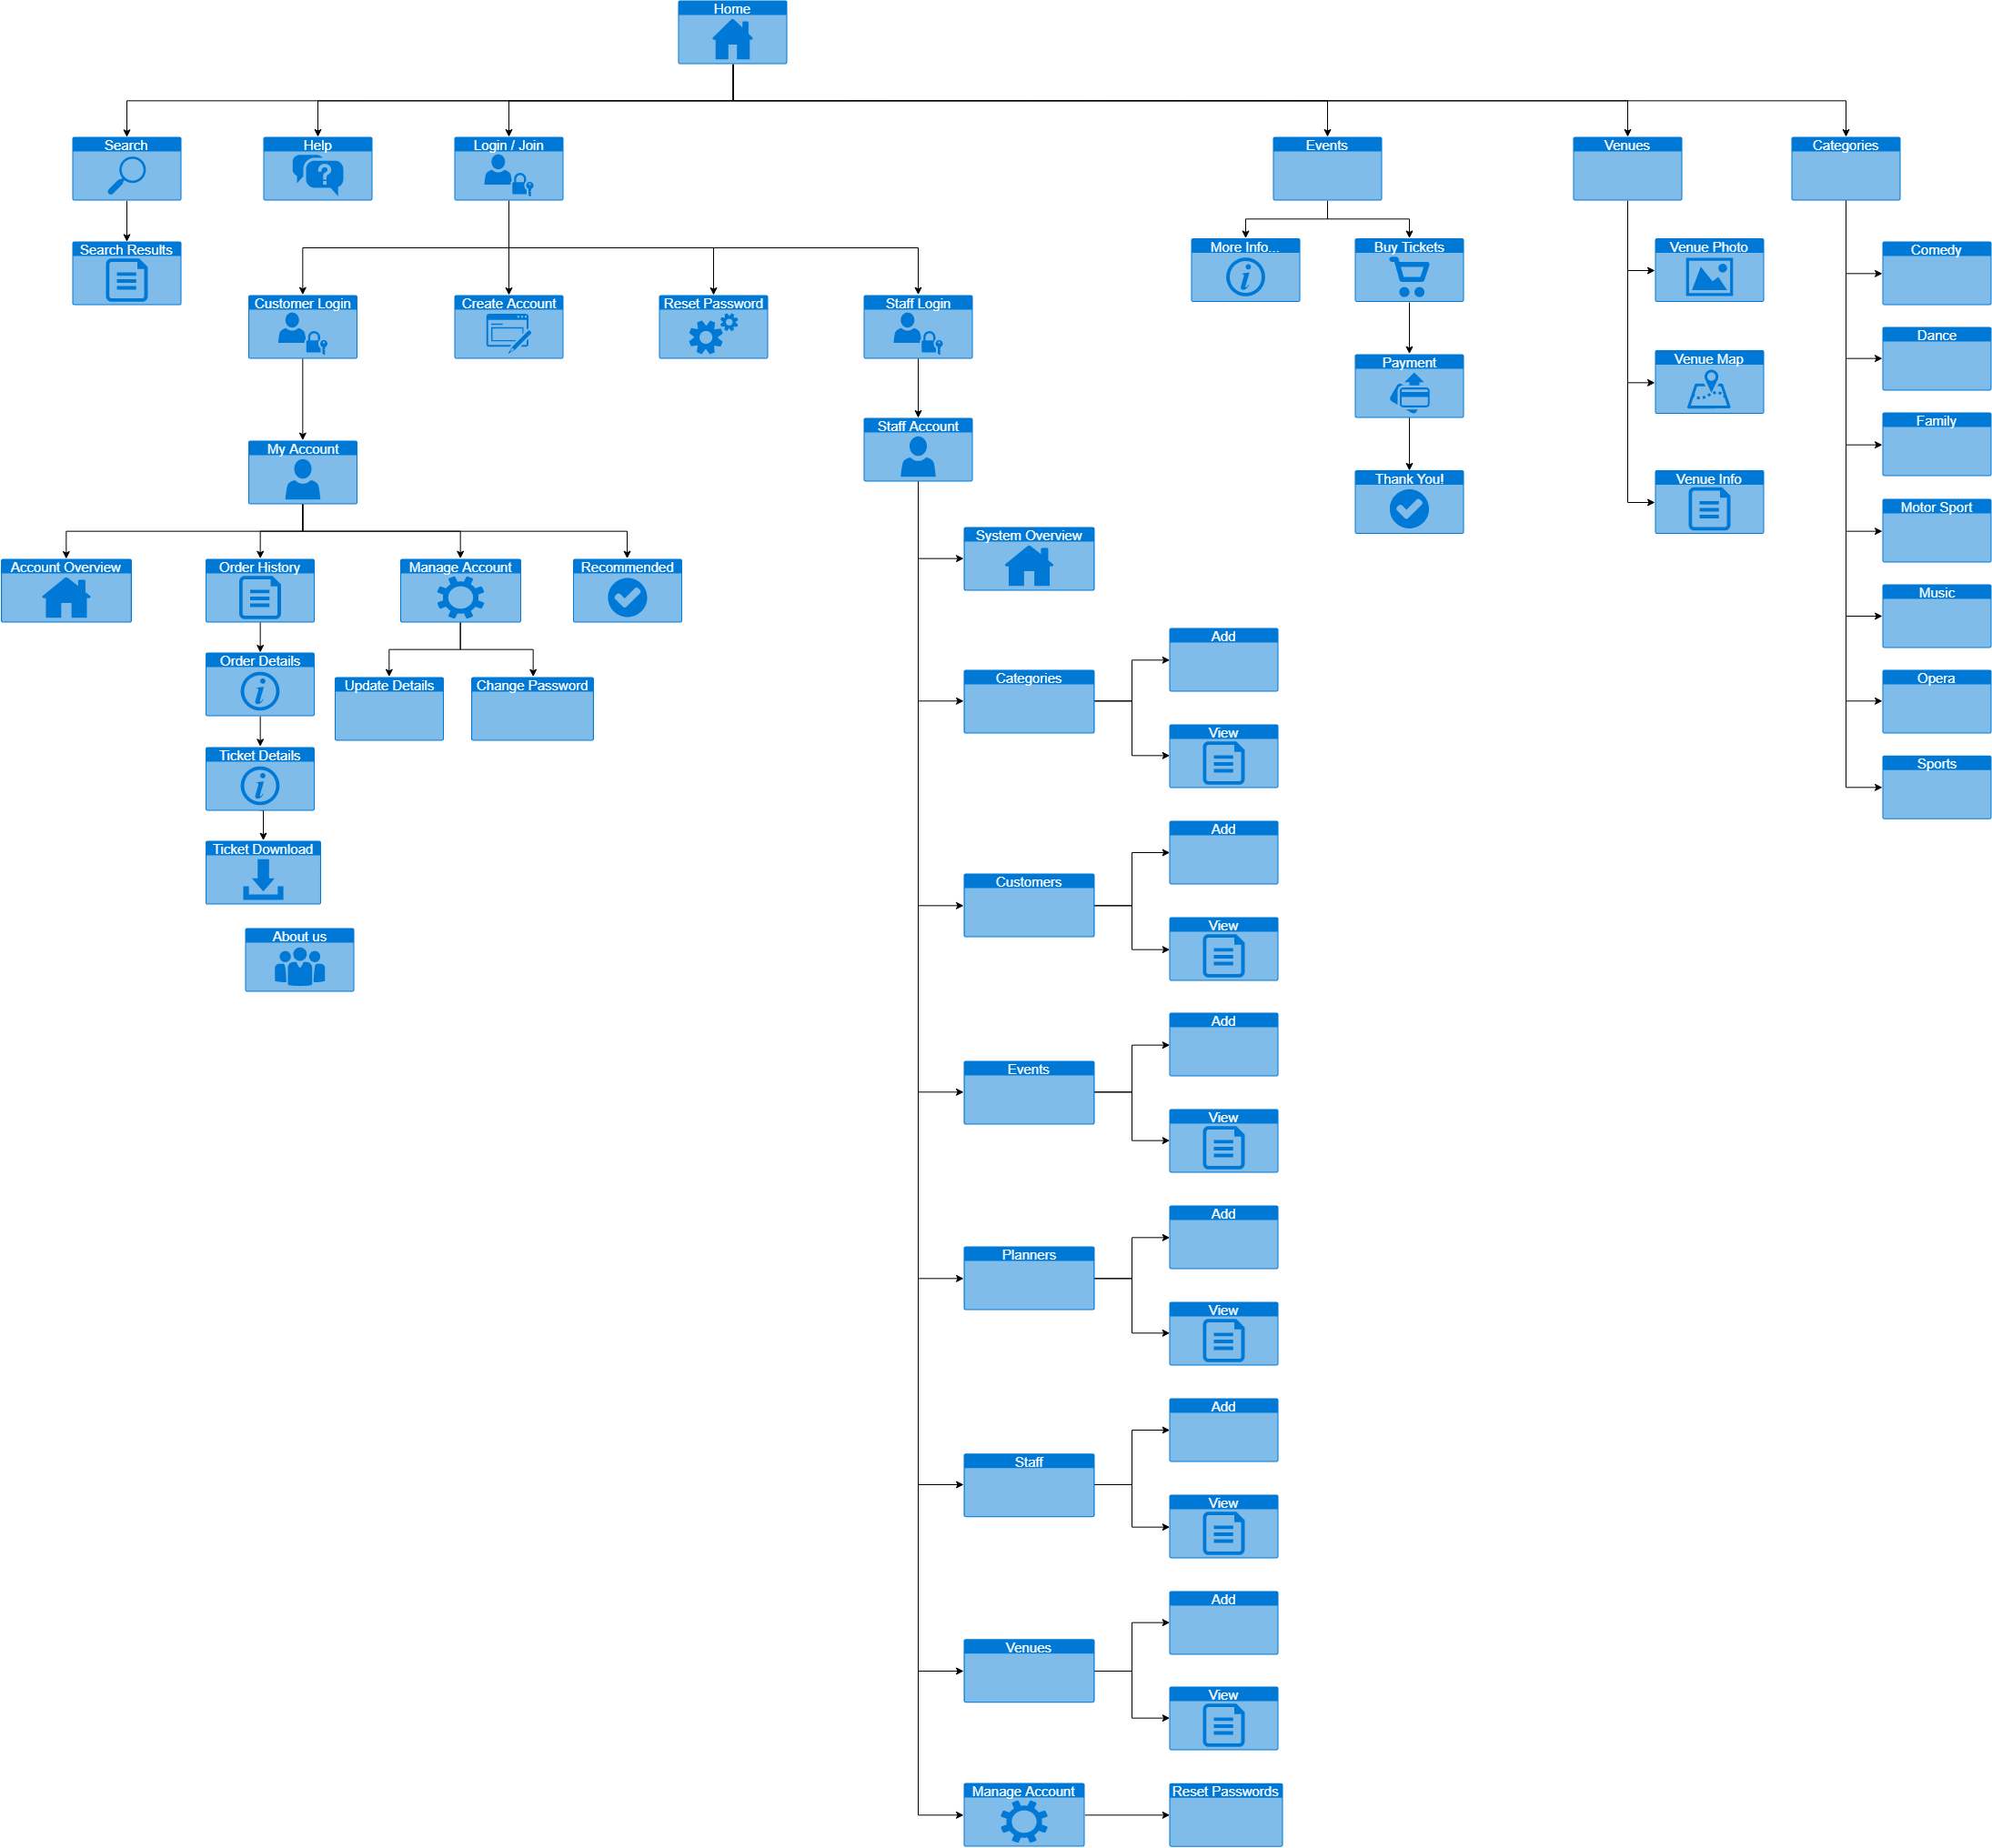 Home
Search
Help
Login / Join
Events
Venues
Categories
Search Results
More Info...
Buy Tickets
Venue Photo
Comedy
Customer Login
Create Account
Reset Password
Staff Login
Dance
Payment
Venue Map
Family
Staff Account
My Account
Thank You!
Venue Info
Motor Sport
System Overview
Account Overview
Order History
Manage Account
Recommended
Music
Add
Order Details
Categories
Opera
Update Details
Change Password
View
Ticket Details
Sports
Add
Ticket Download
Customers
View
About us
Add
Events
View
Add
Planners
View
Add
Staff
View
Add
Venues
View
Manage Account
Reset Passwords